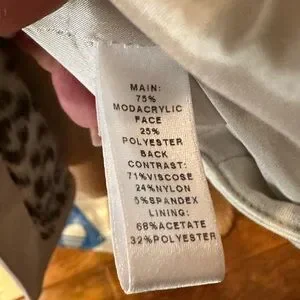 MAIN:
75%
MODACRYLIC
FACE
25%
POLYESTER
BACK
CONTRAST:
71%VISCOSE
24%NYLON
5%SPANDEX
LINING:
68%ACETATE
32%POLYESTER